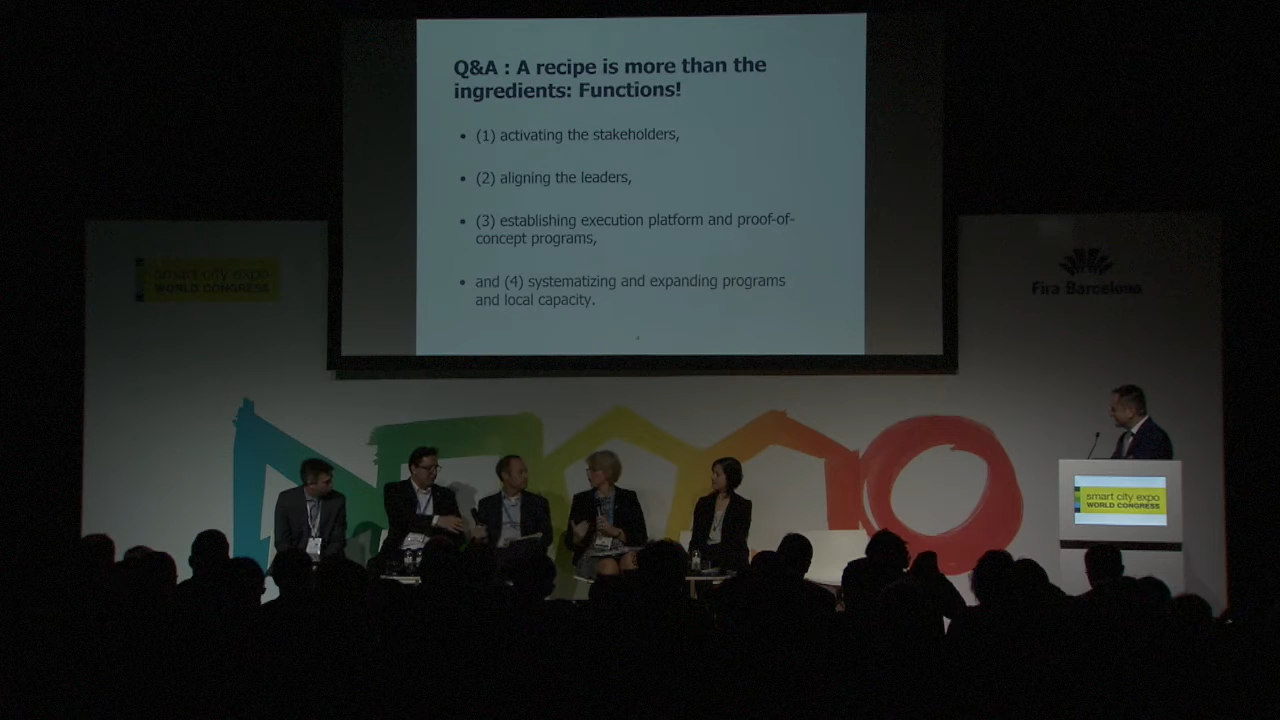 Q&A : A recipe is more than the
ingredients: Functions!
• (1) activating the stakeholders,
• (2) aligning the leaders,
• (3) establishing execution platform and proof-of-
concept programs,
• and (4) systematizing and expanding programs
and local capacity.
smart city expo
WORLD CONGRESS
Fira Barcelona
smart city expo
WORLD CONGRESS